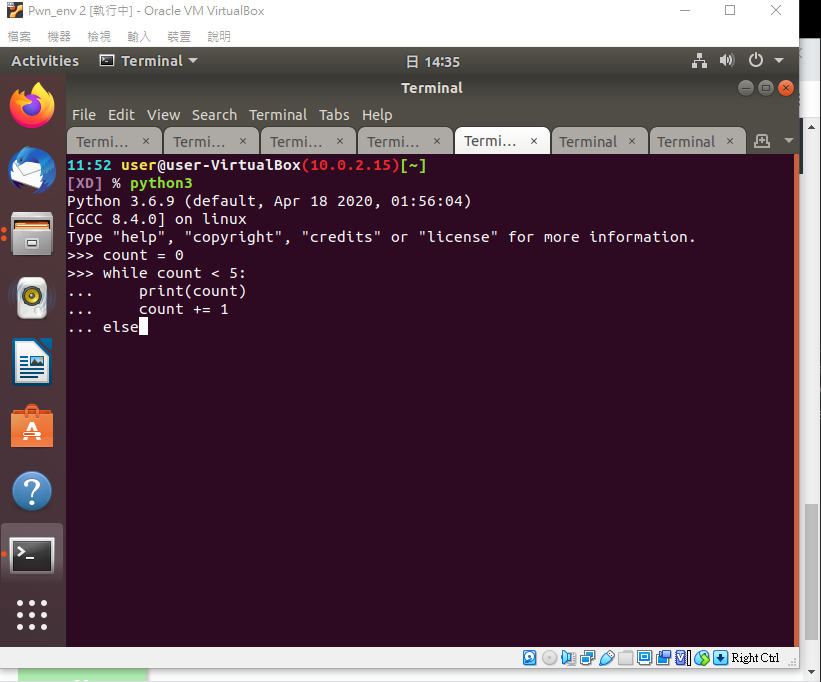 Pwn_env 2 [執行中] - Oracle VM VirtualBox
檔案 機器 檢視 輸入 裝置 說明
Activities Terminal 日 14:35
Terminal
File Edit View Search Terminal Tabs Help
Termi… × Termi… × Termi… × Termi… × Termi… × Terminal × Terminal ×
11:52 user@user-VirtualBox(10.0.2.15)[~]
[XD] % python3
Python 3.6.9 (default, Apr 18 2020, 01:56:04)
[GCC 8.4.0] on linux
Type "help", "copyright", "credits" or "license" for more information.
>>> count = 0
>>> while count < 5:
...     print(count)
...     count += 1
... else
Right Ctrl